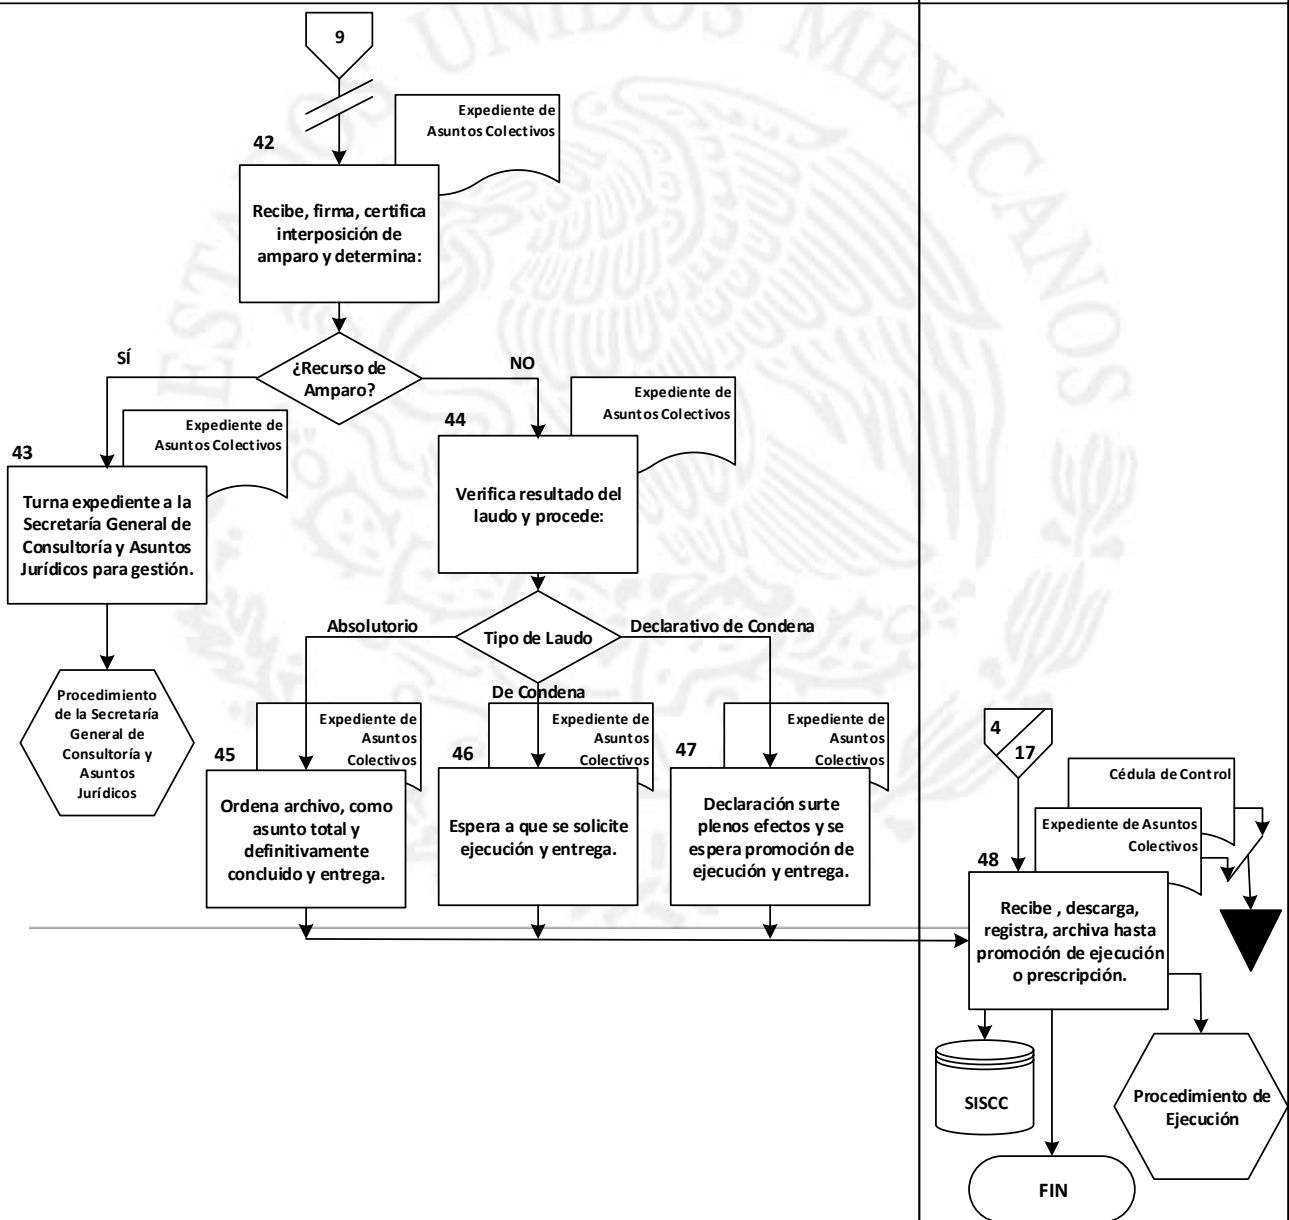 ESTADOS UNIDOS MEXICANOS
9
Expediente de
Asuntos Colectivos
42
Recibe, firma, certifica
interposición de
amparo y determina:
¿Recurso de
Amparo?
SÍ
NO
Expediente de
Asuntos Colectivos
43
Turna expediente a la
Secretaría General de
Consultoría y Asuntos
Jurídicos para gestión.
Procedimiento
de la Secretaría
General de
Consultoría y
Asuntos
Jurídicos
Expediente de
Asuntos Colectivos
44
Verifica resultado del
laudo y procede:
Tipo de Laudo
Absolutorio
De Condena
Declarativo de Condena
Expediente de
Asuntos
Colectivos
45
Ordena archivo, como
asunto total y
definitivamente
concluido y entrega.
Expediente de
Asuntos
Colectivos
46
Espera a que se solicite
ejecución y entrega.
Expediente de
Asuntos
Colectivos
47
Declaración surte
plenos efectos y se
espera promoción de
ejecución y entrega.
4
17
Cédula de Control
Expediente de Asuntos
Colectivos
48
Recibe , descarga,
registra, archiva hasta
promoción de ejecución
o prescripción.
SISCC
Procedimiento de
Ejecución
FIN